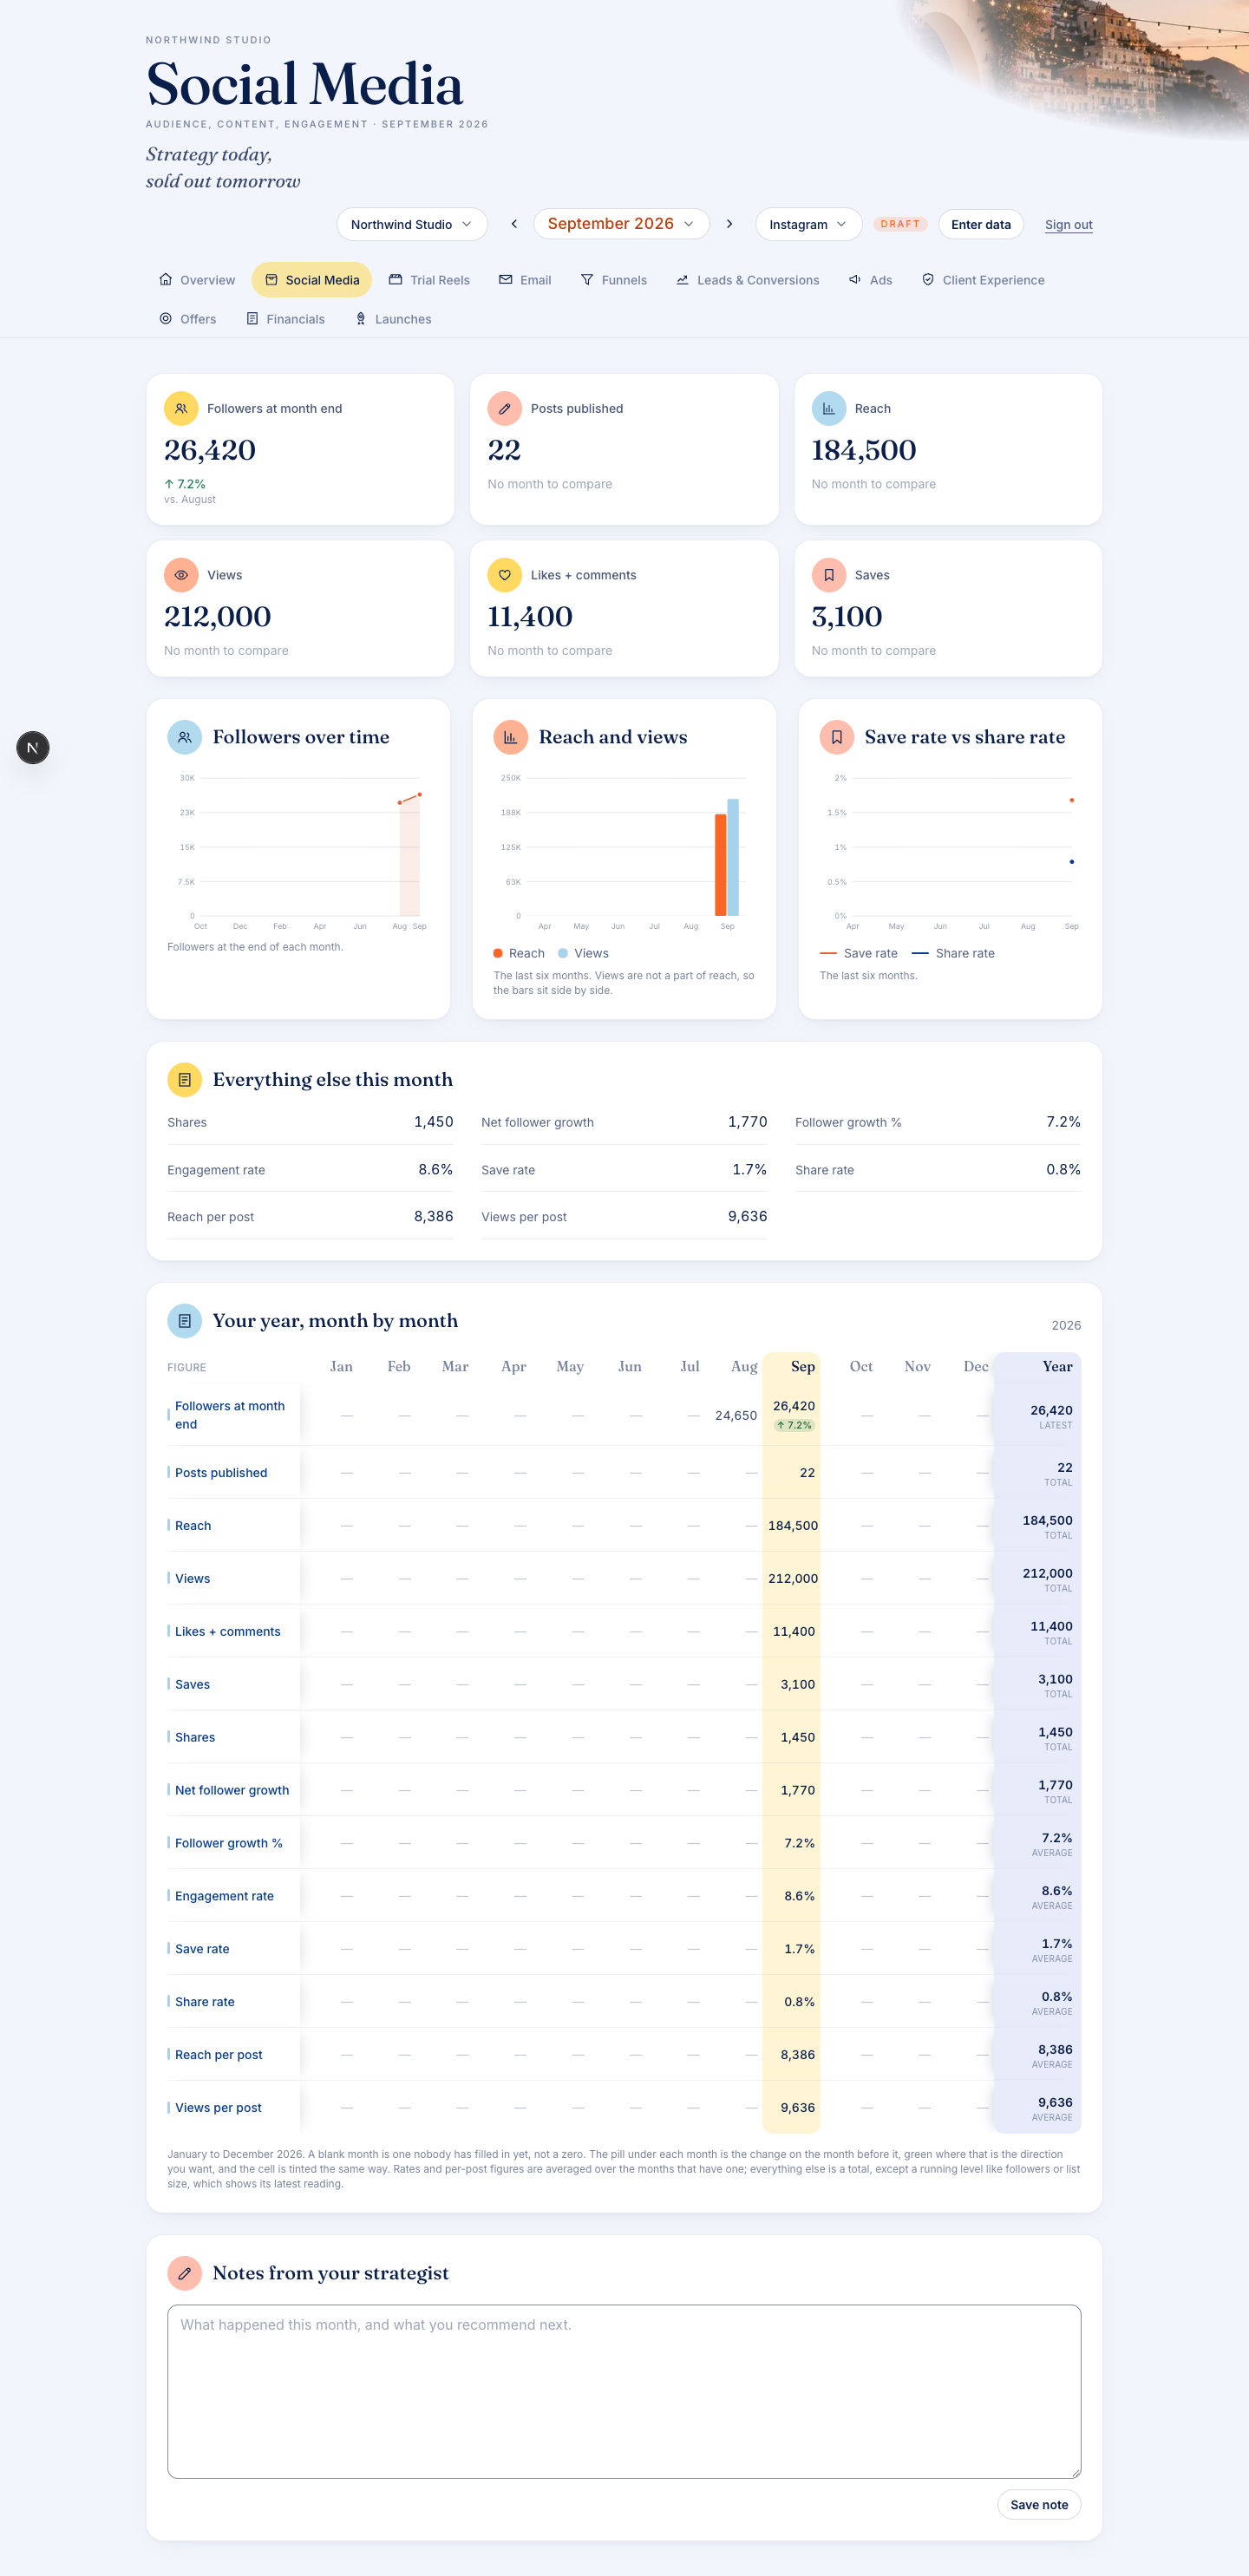 NORTHWIND STUDIO
Social Media
AUDIENCE, CONTENT, ENGAGEMENT · SEPTEMBER 2026
Strategy today,
sold out tomorrow
Northwind Studio
September 2026
Instagram
DRAFT
Enter data
Sign out
Overview
Social Media
Trial Reels
Email
Funnels
Leads & Conversions
Ads
Client Experience
Offers
Financials
Launches
Followers at month end
26,420
↑ 7.2%
vs. August
Posts published
22
No month to compare
Reach
184,500
No month to compare
Views
212,000
No month to compare
Likes + comments
11,400
No month to compare
Saves
3,100
No month to compare
N
Followers over time
30K
23K
15K
7.5K
0
Oct Dec Feb Apr Jun Aug Sep
Followers at the end of each month.
Reach and views
250K
188K
125K
63K
0
Apr May Jun Jul Aug Sep
Reach Views
The last six months. Views are not a part of reach, so
the bars sit side by side.
Save rate vs share rate
2%
1.5%
1%
0.5%
0%
Apr May Jun Jul Aug Sep
Save rate Share rate
The last six months.
Everything else this month
Shares 1,450
Net follower growth 1,770
Follower growth % 7.2%
Engagement rate 8.6%
Save rate 1.7%
Share rate 0.8%
Reach per post 8,386
Views per post 9,636
Your year, month by month
2026
FIGURE Jan Feb Mar Apr May Jun Jul Aug Sep Oct Nov Dec Year
Followers at month
end
— — — — — — — 24,650 26,420 — — — 26,420
↑ 7.2% LATEST
Posts published — — — — — — — — 22 — — — 22
TOTAL
Reach — — — — — — — — 184,500 — — — 184,500
TOTAL
Views — — — — — — — — 212,000 — — — 212,000
TOTAL
Likes + comments — — — — — — — — 11,400 — — — 11,400
TOTAL
Saves — — — — — — — — 3,100 — — — 3,100
TOTAL
Shares — — — — — — — — 1,450 — — — 1,450
TOTAL
Net follower growth — — — — — — — — 1,770 — — — 1,770
TOTAL
Follower growth % — — — — — — — — 7.2% — — — 7.2%
AVERAGE
Engagement rate — — — — — — — — 8.6% — — — 8.6%
AVERAGE
Save rate — — — — — — — — 1.7% — — — 1.7%
AVERAGE
Share rate — — — — — — — — 0.8% — — — 0.8%
AVERAGE
Reach per post — — — — — — — — 8,386 — — — 8,386
AVERAGE
Views per post — — — — — — — — 9,636 — — — 9,636
AVERAGE
January to December 2026. A blank month is one nobody has filled in yet, not a zero. The pill under each month is the change on the month before it, green where that is the direction
you want, and the cell is tinted the same way. Rates and per-post figures are averaged over the months that have one; everything else is a total, except a running level like followers or list
size, which shows its latest reading.
Notes from your strategist
What happened this month, and what you recommend next.
Save note